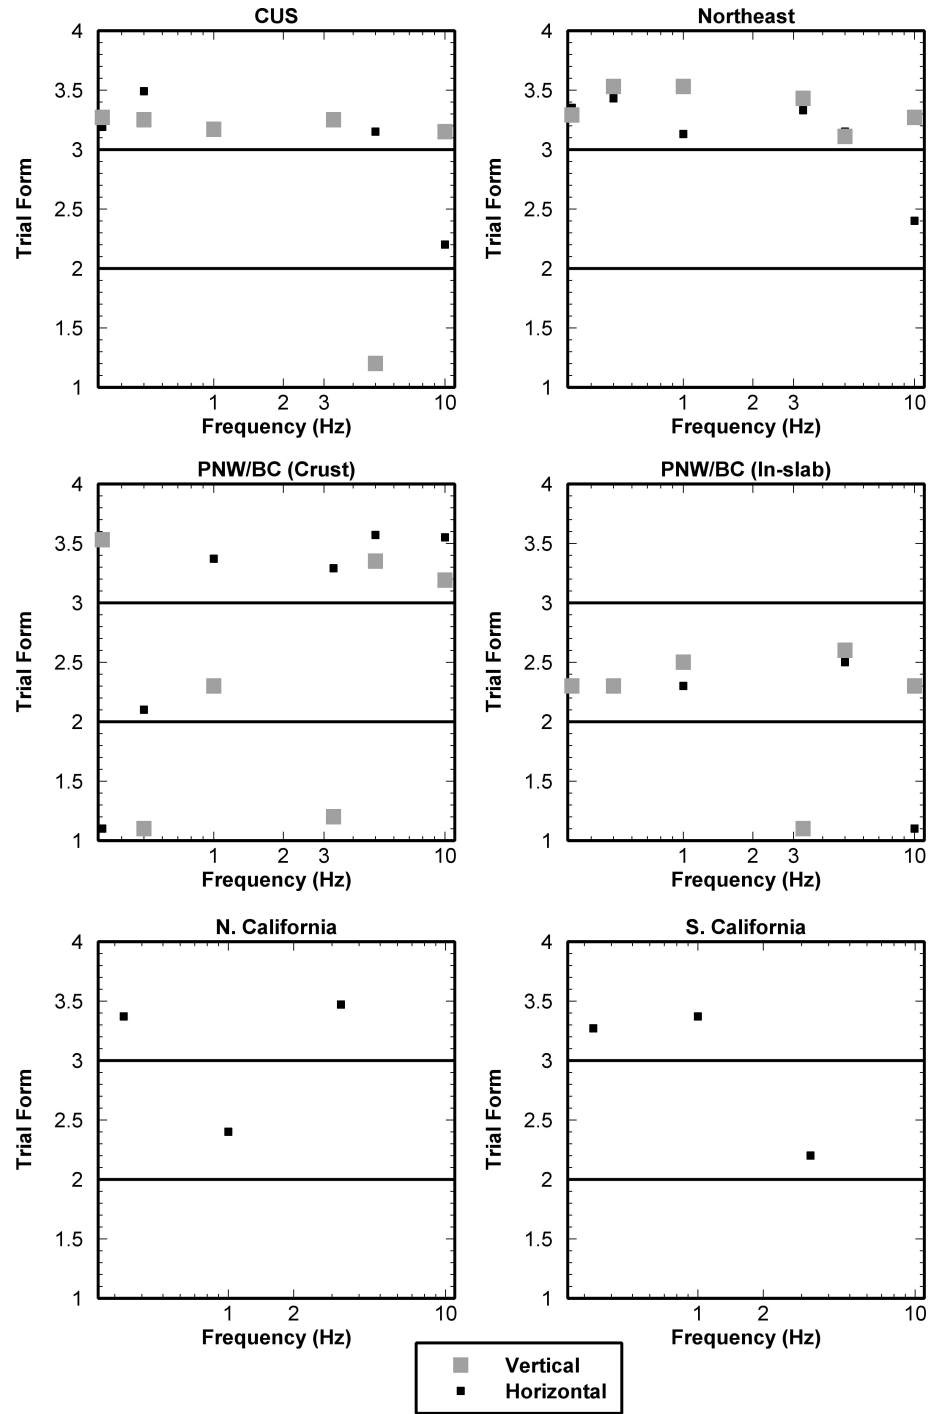 CUS
Northeast
4
3.5
3
2.5
2
1.5
1
Trial Form
1 2 3 10
Frequency (Hz)
4
3.5
3
2.5
2
1.5
1
Trial Form
1 2 3 10
Frequency (Hz)
PNW/BC (Crust)
PNW/BC (In-slab)
4
3.5
3
2.5
2
1.5
1
Trial Form
1 2 3 10
Frequency (Hz)
4
3.5
3
2.5
2
1.5
1
Trial Form
1 2 3 10
Frequency (Hz)
N. California
S. California
4
3.5
3
2.5
2
1.5
1
Trial Form
1 2 10
Frequency (Hz)
4
3.5
3
2.5
2
1.5
1
Trial Form
1 2 10
Frequency (Hz)
Vertical
Horizontal